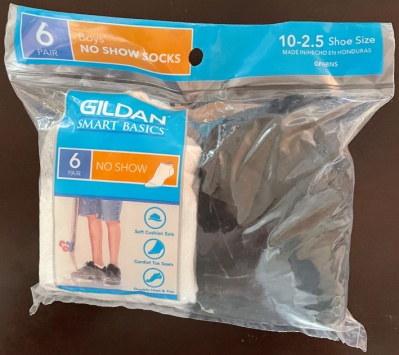 6
PAIR
Boys'
NO SHOW SOCKS
10-2.5 Shoe Size
MADE IN/HECHO EN HONDURAS
GILDAN
SMART BASICS
6
PAIR
NO SHOW
Soft Cushion Sole
Comfort Toe Seam